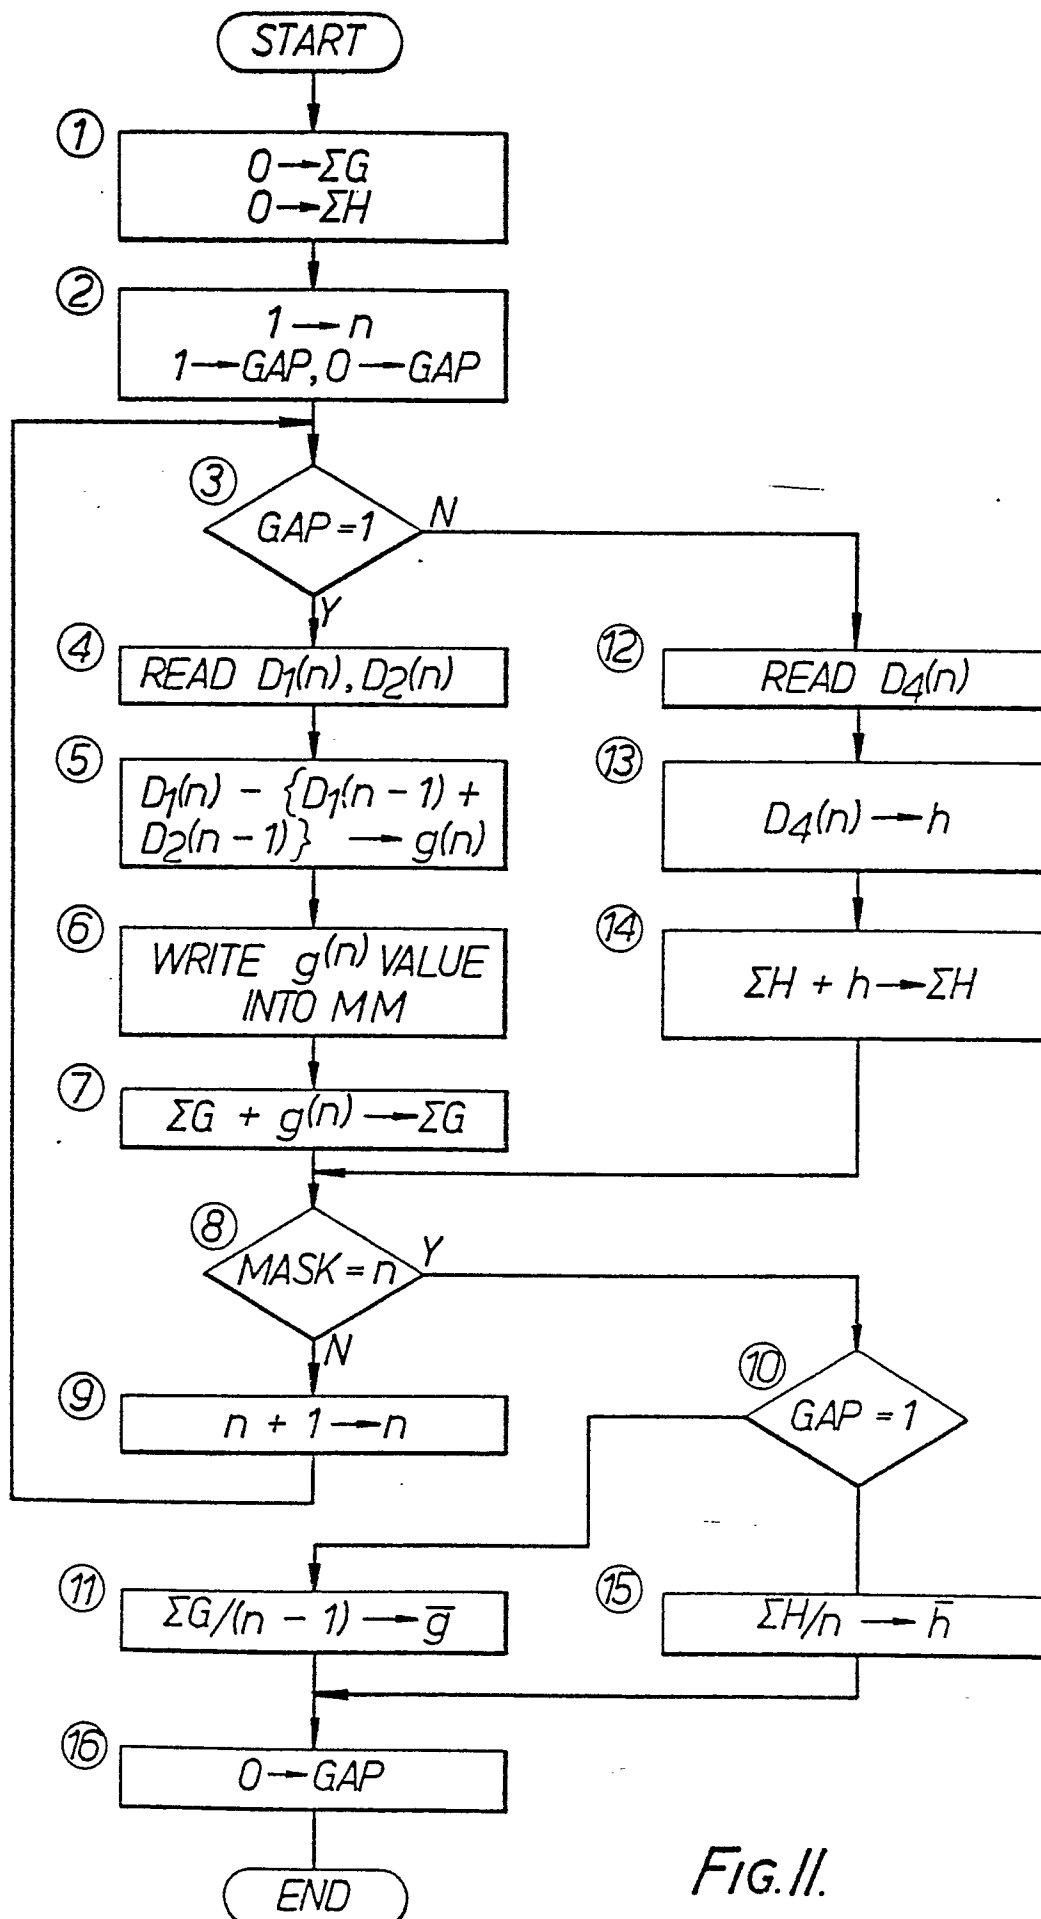 START
① 
0→ΣG
0→ΣH
②
1→n
1→GAP, 0→GAP
③
GAP=1
N
Y
④
READ D1(n), D2(n)
⑤
D1(n) - {D1(n-1) +
D2(n-1)} → g(n)
⑥
WRITE g(n) VALUE
INTO MM
⑦
ΣG + g(n)→ΣG
⑧
MASK=n
Y
N
⑨
n + 1→n
⑩
GAP = 1
⑪
ΣG/(n - 1)→g̅
⑫
READ D4(n)
⑬
D4(n)→h
⑭
ΣH + h→ΣH
⑮
ΣH/n → h̅
⑯
0→GAP
END
FIG. 11.